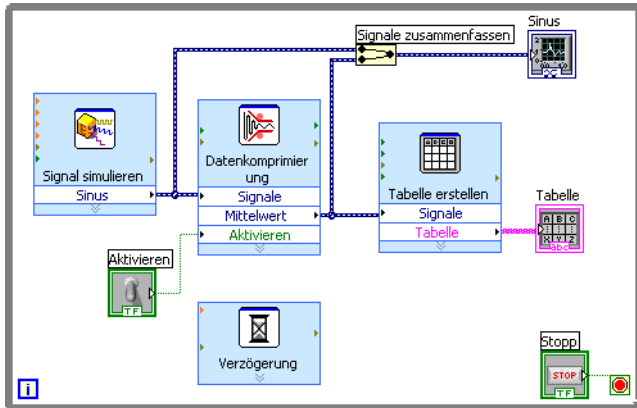 Signale zusammenfassen
Sinus
Signal simulieren
Sinus
Datenkomprimier
ung
Signale
Mittelwert
Aktivieren
Tabelle erstellen
Signale
Tabelle
Tabelle
A B C
X Y Z
abc
Aktivieren
TF
Verzögerung
Stopp
STOP
TF
i